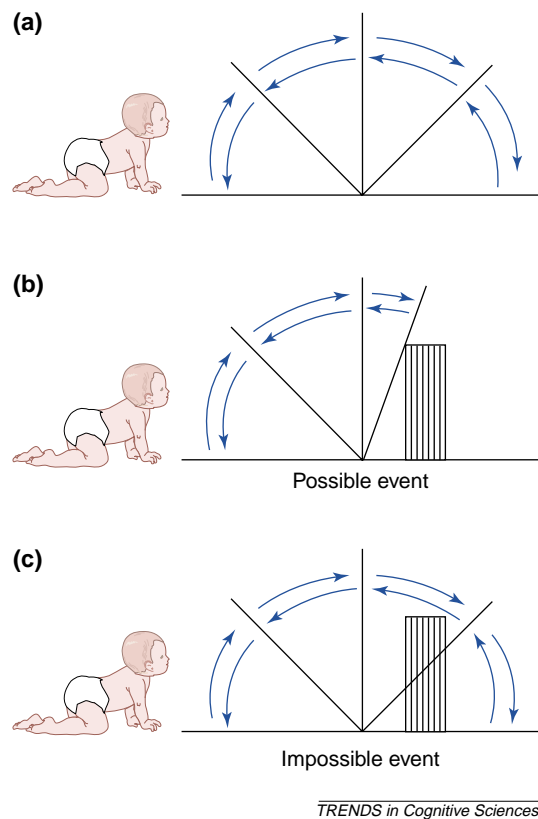 (a)
(b)
Possible event
(c)
Impossible event
TRENDS in Cognitive Sciences